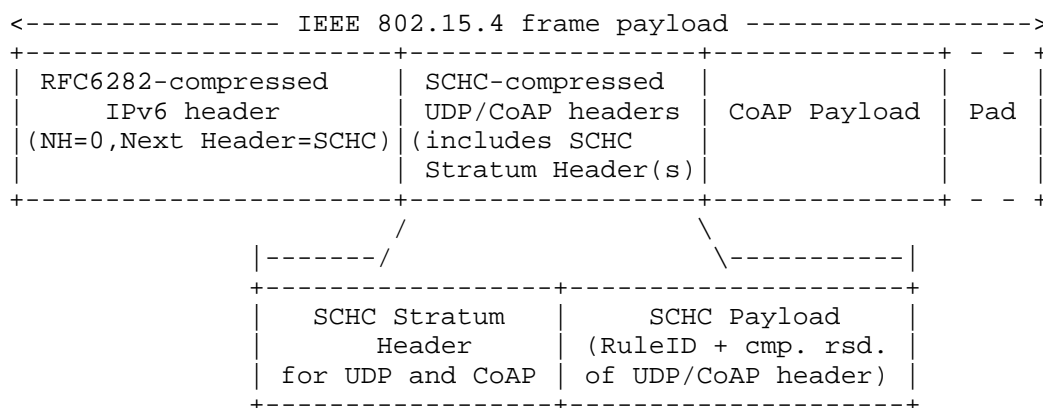 <---------------- IEEE 802.15.4 frame payload ----------------->
+-----------------------+------------------+--------------+ - - +
| RFC6282-compressed    | SCHC-compressed  |              |     |
|     IPv6 header       | UDP/CoAP headers | CoAP Payload | Pad |
|(NH=0,Next Header=SCHC)|(includes SCHC    |              |     |
|                       | Stratum Header(s)|              |     |
+-----------------------+------------------+--------------+ - - +
                        /                  \
               |-------/                    \-----------|
               +------------------+---------------------+
               |   SCHC Stratum   |    SCHC Payload     |
               |       Header     | (RuleID + cmp. rsd. |
               | for UDP and CoAP | of UDP/CoAP header) |
               +------------------+---------------------+